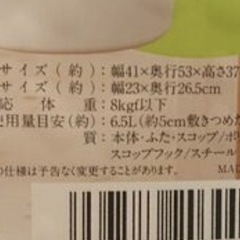 サイズ（約）：幅41×奥行53×高さ37
サイズ（約）：幅23×奥行26.5cm
応体重：8kgf以下
使用量目安（約）：6.5L（約5cm敷きつめた
質：本体・ふた・スコップ/ポリ
スコップフック/スチール
の仕様は予告なく変更することがあります。 MAD